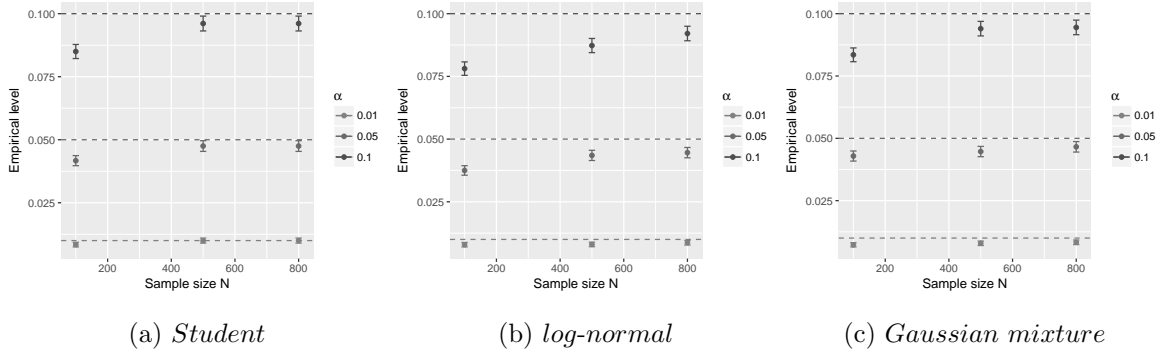 0.100
0.075
0.050
0.025
Empirical level
200 400 600 800
Sample size N
α
0.01
0.05
0.1
0.100
0.075
0.050
0.025
Empirical level
200 400 600 800
Sample size N
α
0.01
0.05
0.1
0.100
0.075
0.050
0.025
Empirical level
200 400 600 800
Sample size N
α
0.01
0.05
0.1
(a) Student
(b) log-normal
(c) Gaussian mixture